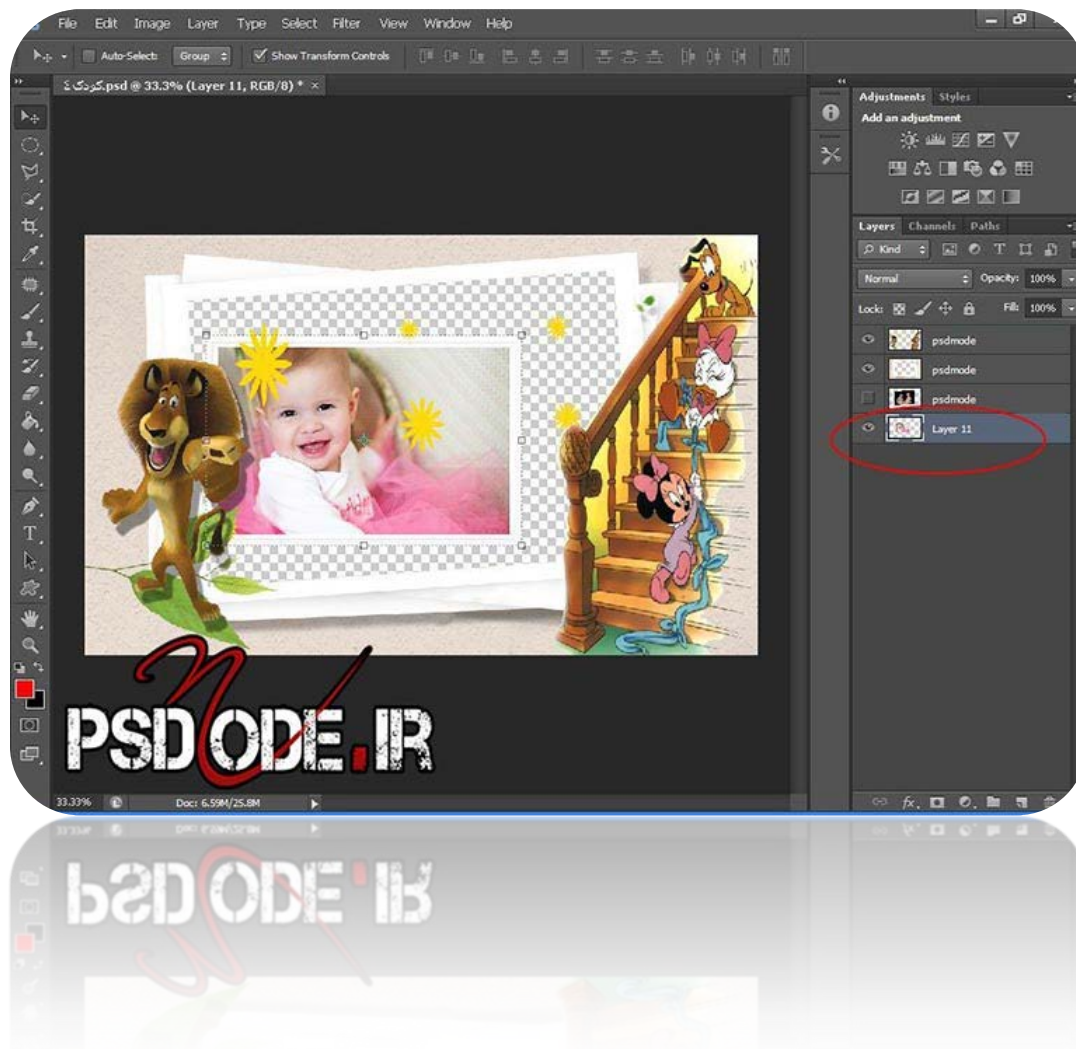 File Edit Image Layer Type Select Filter View Window Help
Auto-Select: Group Show Transform Controls
کودک ٤.psd @ 33.3% (Layer 11, RGB/8) * ×
Adjustments Styles
Add an adjustment
Layers Channels Paths
Kind
Normal Opacity: 100%
Lock: Fill: 100%
psdmode
psdmode
psdmode
Layer 11
PSDMODE.IR
33.33% Doc: 6.59M/25.8M